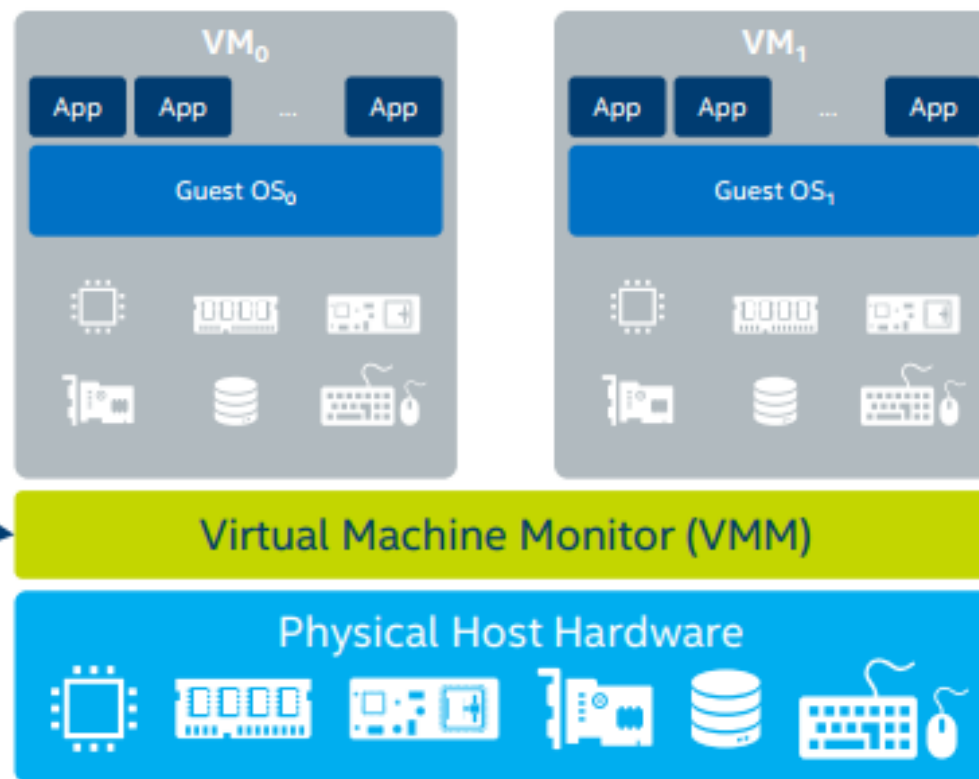 VM₀
App App ... App
Guest OS₀
VM₁
App App ... App
Guest OS₁
Virtual Machine Monitor (VMM)
Physical Host Hardware